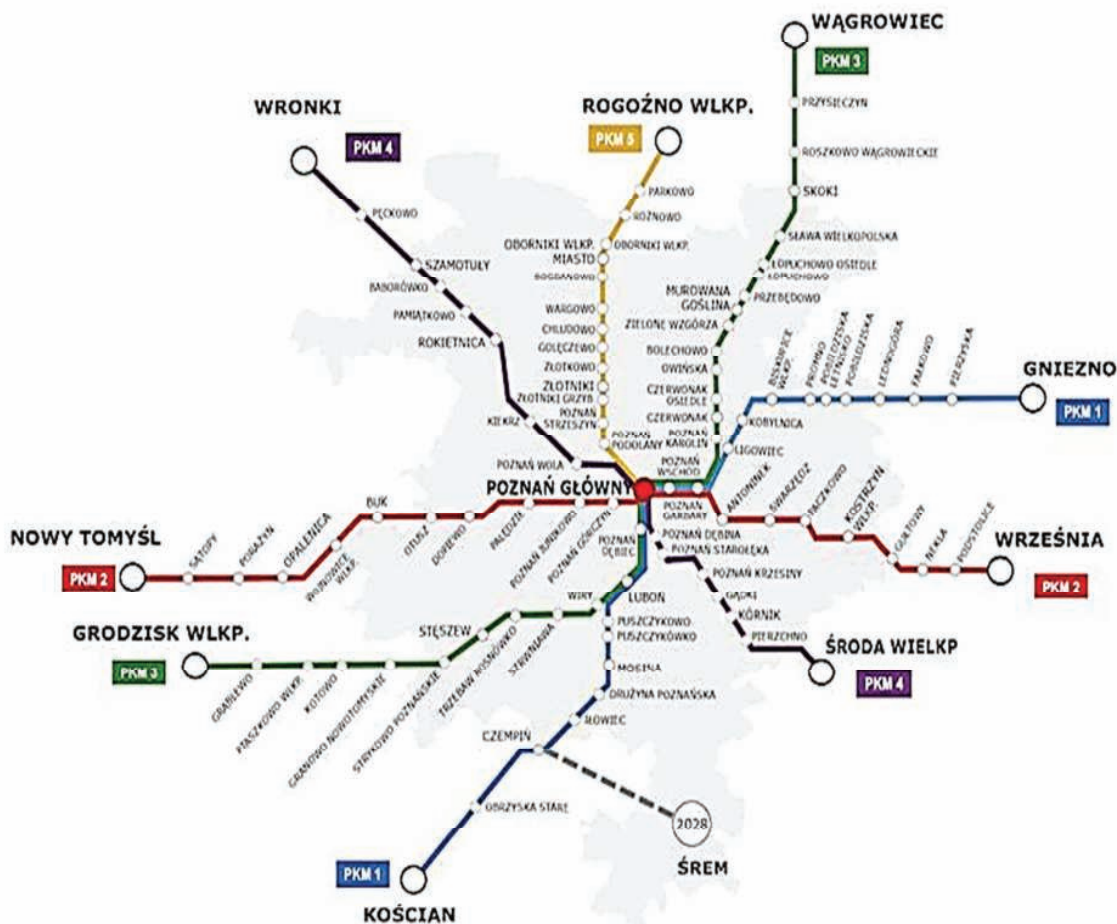 WĄGROWIEC
PKM 3
PRZYSIECZYN
ROSZKOWO WĄGROWIECKIE
SKOKI
SŁAWA WIELKOPOLSKA
ŁOPUCHOWO OSIEDLE
ŁOPUCHOWO
PRZEBĘDOWO
MUROWANA
GOŚLINA
ZIELONE WZGÓRZA
BOLECHOWO
OWIŃSKA
CZERWONAK
OSIEDLE
CZERWONAK
POZNAŃ
KAROLIN
POZNAŃ
WSCHÓD
ROGOŹNO WLKP.
PKM 5
PARKOWO
ROŻNOWO
OBORNIKI WLKP.
OBORNIKI WLKP.
MIASTO
BOGDANOWO
WARGOWO
CHLUDOWO
GOLĘCZEWO
ZŁOTKOWO
ZŁOTNIKI
ZŁOTNIKI GRZYB
POZNAŃ
STRZESZYN
POZNAŃ
PODOLANY
WRONKI
PKM 4
PĘCKOWO
SZAMOTUŁY
BABORÓWKO
PAMIĄTKOWO
ROKIETNICA
KIEKRZ
POZNAŃ WOLA
GNIEZNO
PKM 1
BISKUPICE
WLKP.
PROMNO
POBIEDZISKA
LETNISKO
POBIEDZISKA
LEDNOGÓRA
FAŁKOWO
PIERZYSKA
KOBYLNICA
LIGOWIEC
POZNAŃ GŁÓWNY
POZNAŃ
GARBARY
ANTONINEK
SWARZĘDZ
PACZKOWO
KOSTRZYN
WLKP.
GUŁTOWY
NEKLA
PODSTOLICE
WRZEŚNIA
PKM 2
NOWY TOMYŚL
PKM 2
SĄTOPY
PORAŻYN
OPALENICA
WOJNOWICE
WLKP.
BUK
OTUSZ
DOPIEWO
PALĘDZIE
POZNAŃ JUNIKOWO
POZNAŃ GÓRCZYN
POZNAŃ
DĘBIEC
POZNAŃ DĘBINA
POZNAŃ STAROŁĘKA
POZNAŃ KRZESINY
GĄDKI
KÓRNIK
PIERZCHNO
ŚRODA WIELKP
PKM 4
GRODZISK WLKP.
PKM 3
PTASZKOWO WLKP.
KOTOWO
GRANOWO NOWOTOMYSKIE
STRYKOWO POZNAŃSKIE
STĘSZEW
TRZEBAW ROSNÓWKO
WIRY
LUBOŃ
PUSZCZYKOWO
PUSZCZYKÓWKO
MOSINA
DRUŻYNA POZNAŃSKA
IŁOWIEC
CZEMPIŃ
OBRZYSKA STARE
PKM 1
KOŚCIAN
2028
ŚREM